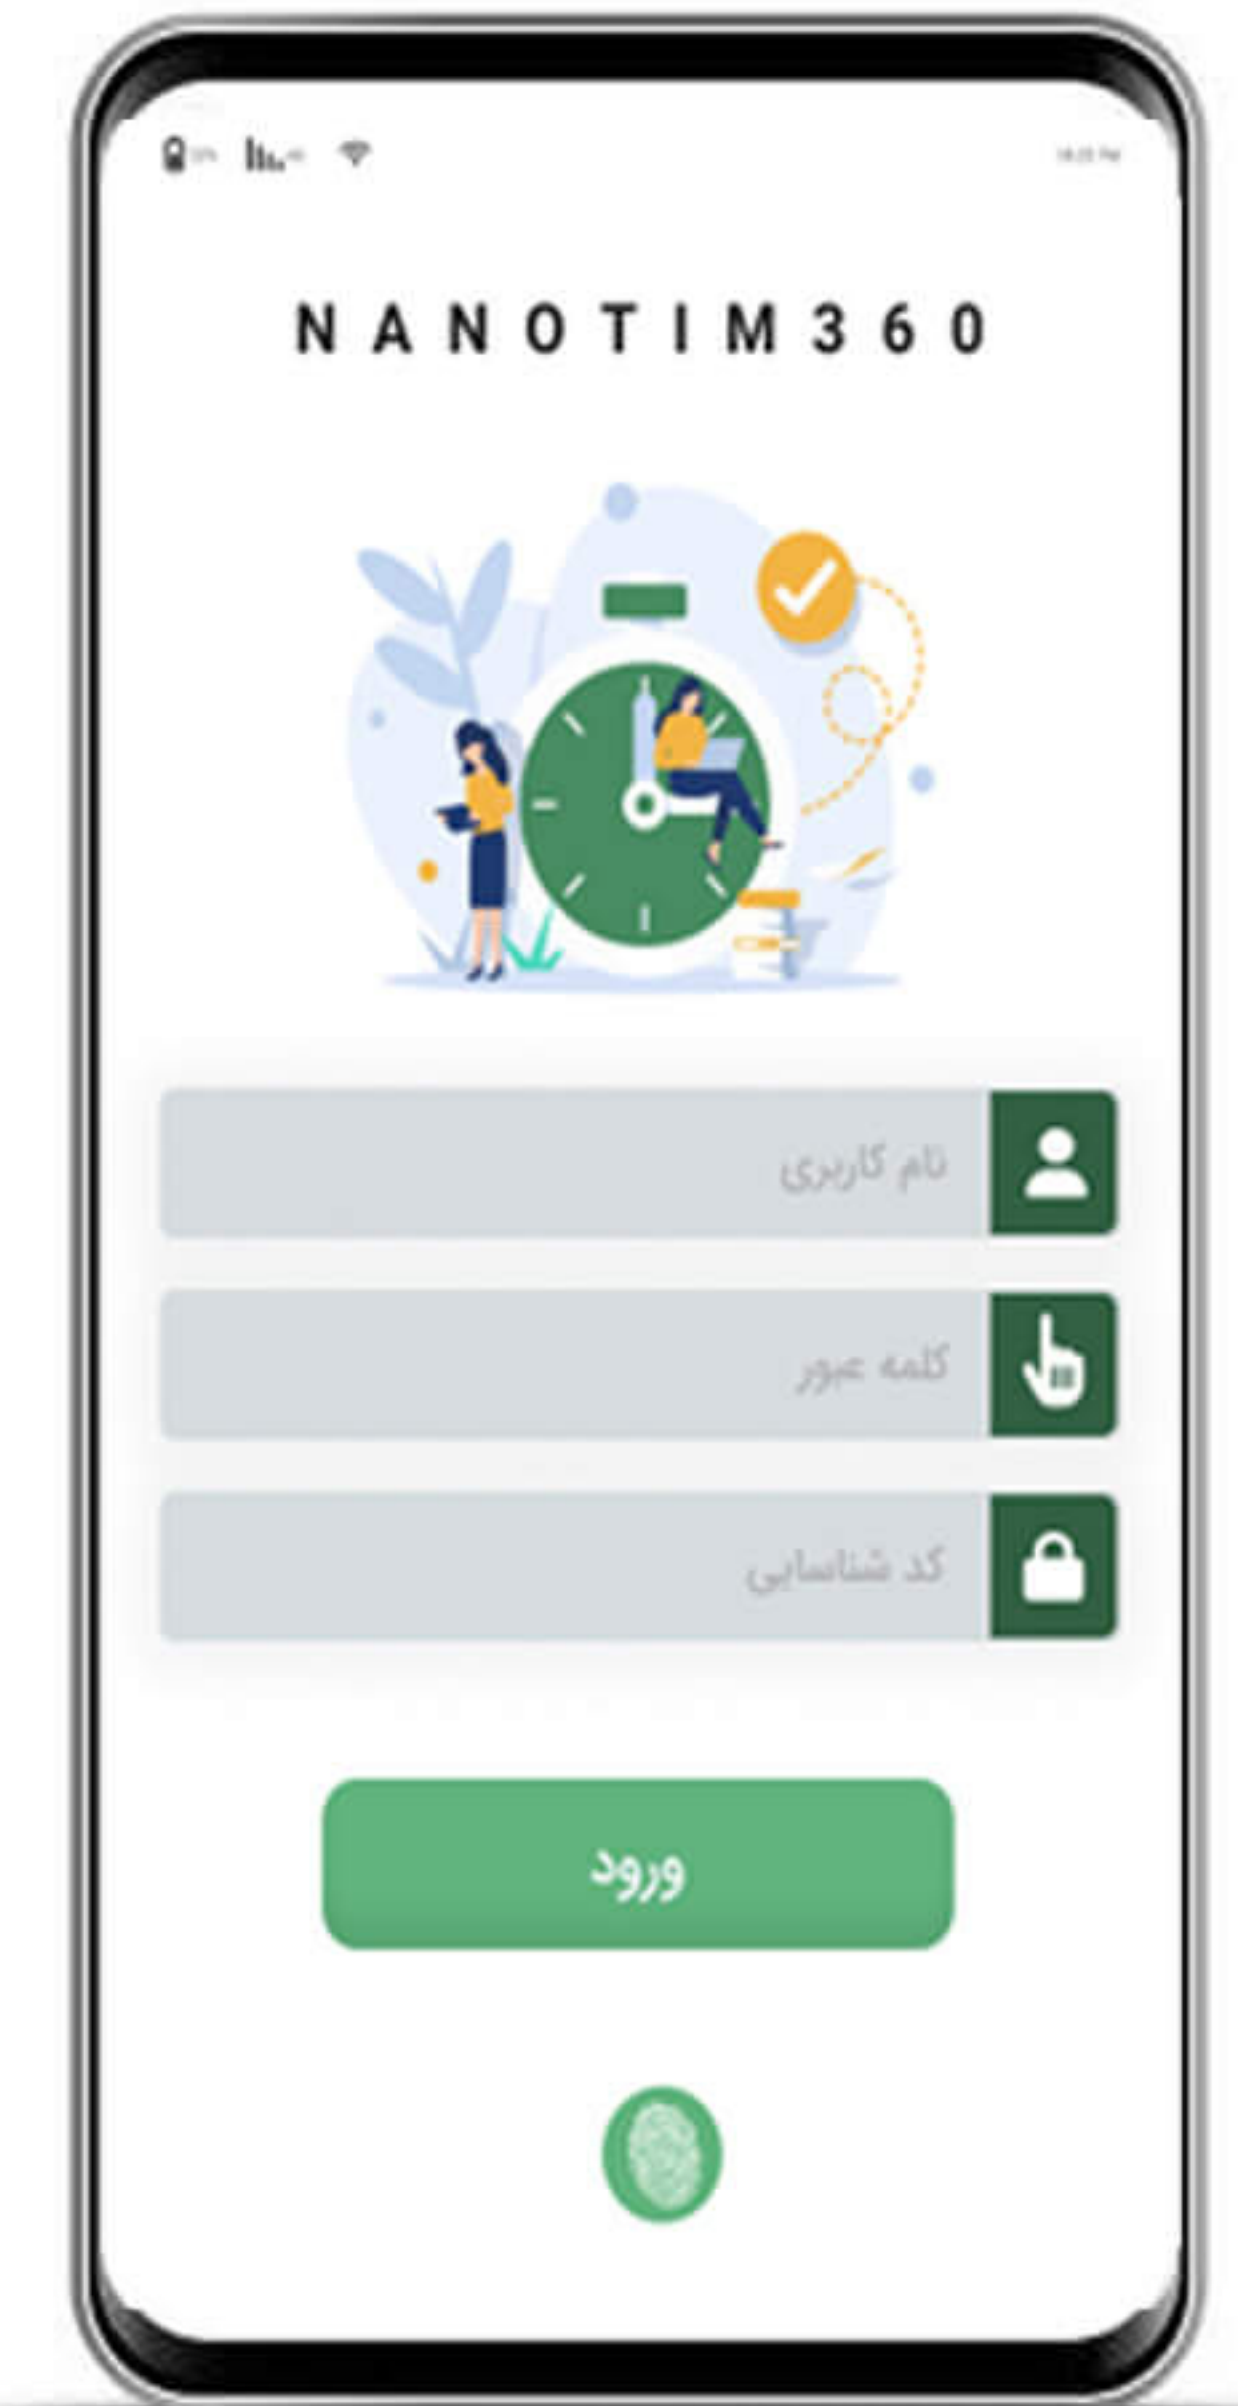 NANOTIM360
نام کاربری
کلمه عبور
کد شناسایی
ورود